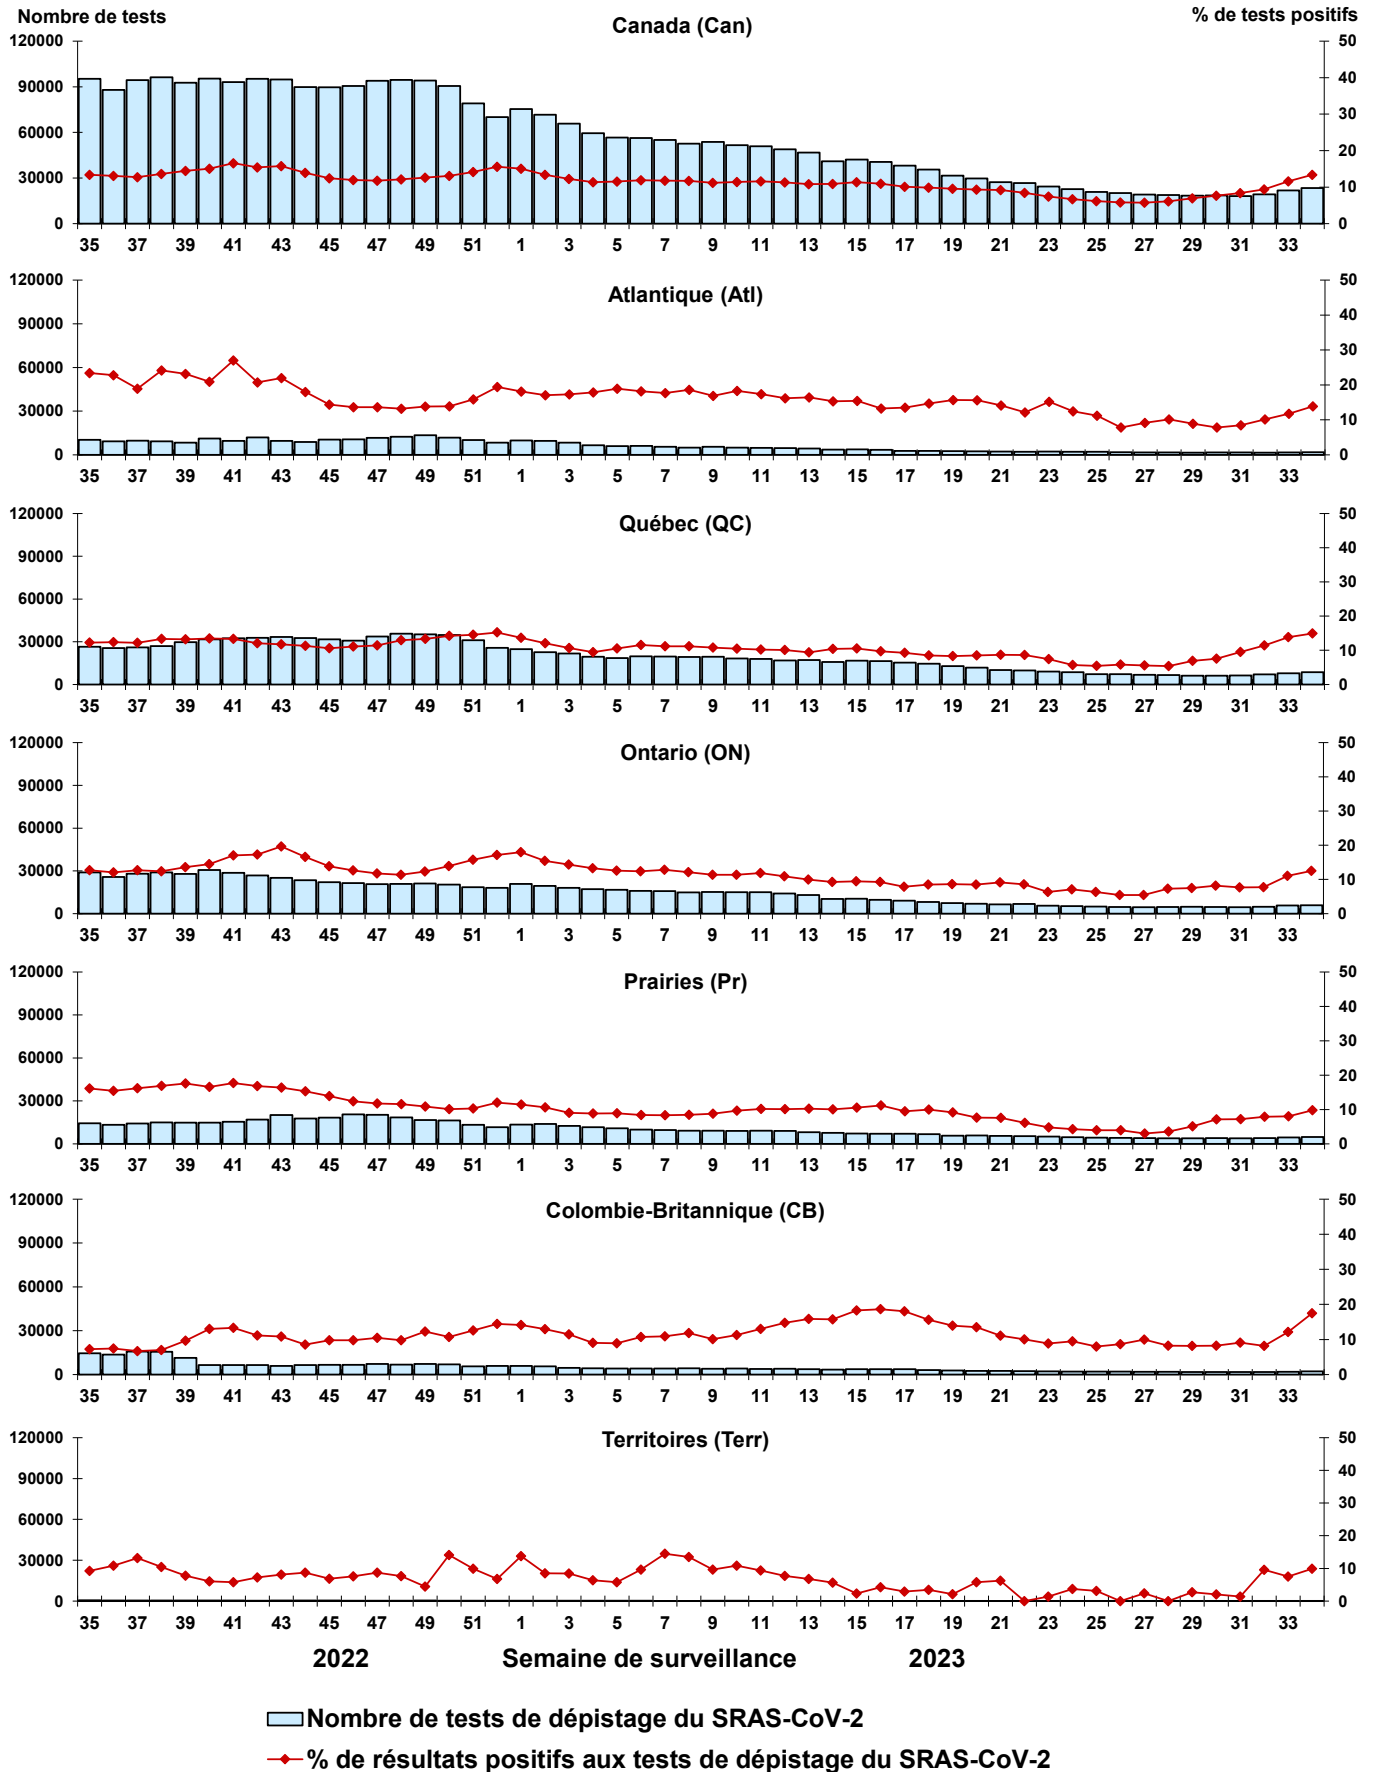 Nombre de tests
% de tests positifs
Canada (Can)
120000 90000 60000 30000 0
50 40 30 20 10 0
35 37 39 41 43 45 47 49 51 1 3 5 7 9 11 13 15 17 19 21 23 25 27 29 31 33
Atlantique (Atl)
120000 90000 60000 30000 0
50 40 30 20 10 0
35 37 39 41 43 45 47 49 51 1 3 5 7 9 11 13 15 17 19 21 23 25 27 29 31 33
Québec (QC)
120000 90000 60000 30000 0
50 40 30 20 10 0
35 37 39 41 43 45 47 49 51 1 3 5 7 9 11 13 15 17 19 21 23 25 27 29 31 33
Ontario (ON)
120000 90000 60000 30000 0
50 40 30 20 10 0
35 37 39 41 43 45 47 49 51 1 3 5 7 9 11 13 15 17 19 21 23 25 27 29 31 33
Prairies (Pr)
120000 90000 60000 30000 0
50 40 30 20 10 0
35 37 39 41 43 45 47 49 51 1 3 5 7 9 11 13 15 17 19 21 23 25 27 29 31 33
Colombie-Britannique (CB)
120000 90000 60000 30000 0
50 40 30 20 10 0
35 37 39 41 43 45 47 49 51 1 3 5 7 9 11 13 15 17 19 21 23 25 27 29 31 33
Territoires (Terr)
120000 90000 60000 30000 0
50 40 30 20 10 0
35 37 39 41 43 45 47 49 51 1 3 5 7 9 11 13 15 17 19 21 23 25 27 29 31 33
2022 Semaine de surveillance 2023
Nombre de tests de dépistage du SRAS-CoV-2
% de résultats positifs aux tests de dépistage du SRAS-CoV-2